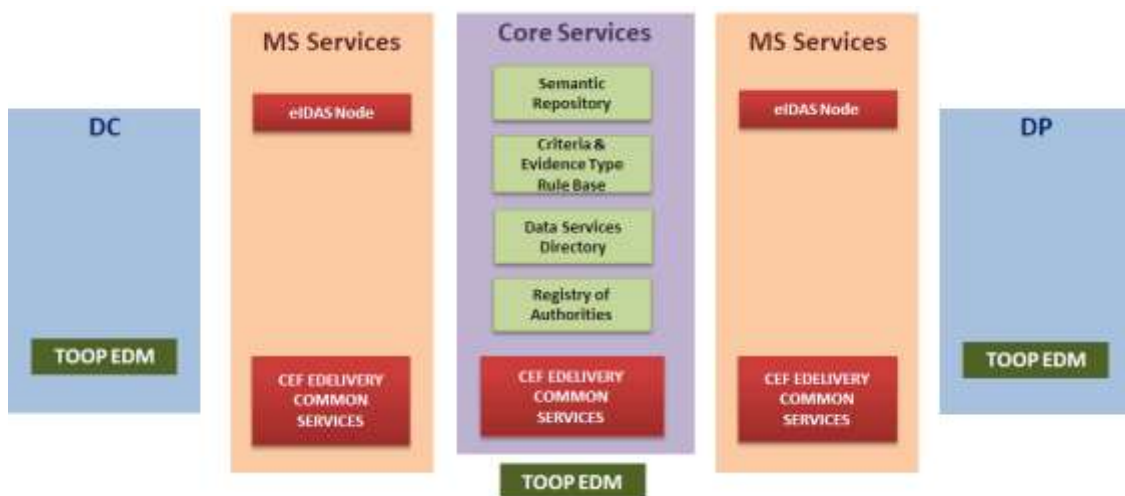 DC
TOOP EDM
MS Services
eIDAS Node
CEF EDELIVERY
COMMON
SERVICES
Core Services
Semantic
Repository
Criteria &
Evidence Type
Rule Base
Data Services
Directory
Registry of
Authorities
CEF EDELIVERY
COMMON
SERVICES
TOOP EDM
MS Services
eIDAS Node
CEF EDELIVERY
COMMON
SERVICES
DP
TOOP EDM